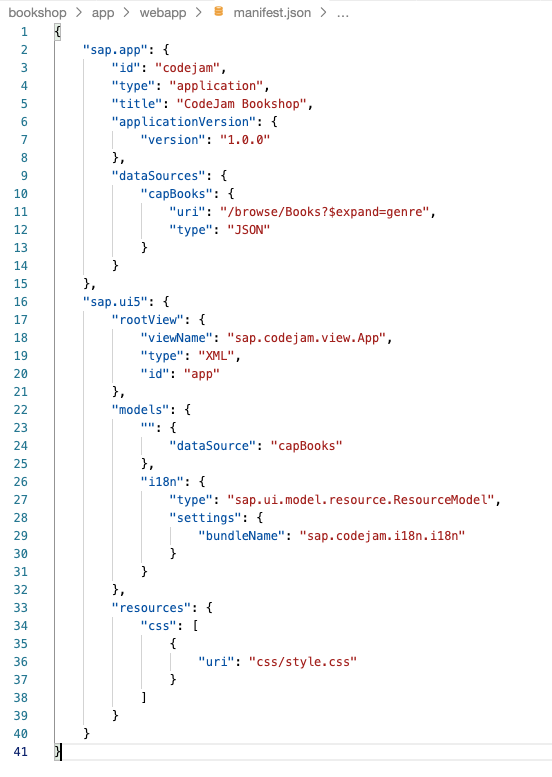 bookshop > app > webapp > manifest.json > ...
1 {
2     "sap.app": {
3         "id": "codejam",
4         "type": "application",
5         "title": "CodeJam Bookshop",
6         "applicationVersion": {
7             "version": "1.0.0"
8         },
9         "dataSources": {
10             "capBooks": {
11                 "uri": "/browse/Books?$expand=genre",
12                 "type": "JSON"
13             }
14         }
15     },
16     "sap.ui5": {
17         "rootView": {
18             "viewName": "sap.codejam.view.App",
19             "type": "XML",
20             "id": "app"
21         },
22         "models": {
23             "": {
24                 "dataSource": "capBooks"
25             },
26             "i18n": {
27                 "type": "sap.ui.model.resource.ResourceModel",
28                 "settings": {
29                     "bundleName": "sap.codejam.i18n.i18n"
30                 }
31             }
32         },
33         "resources": {
34             "css": [
35                 {
36                     "uri": "css/style.css"
37                 }
38             ]
39         }
40     }
41 }